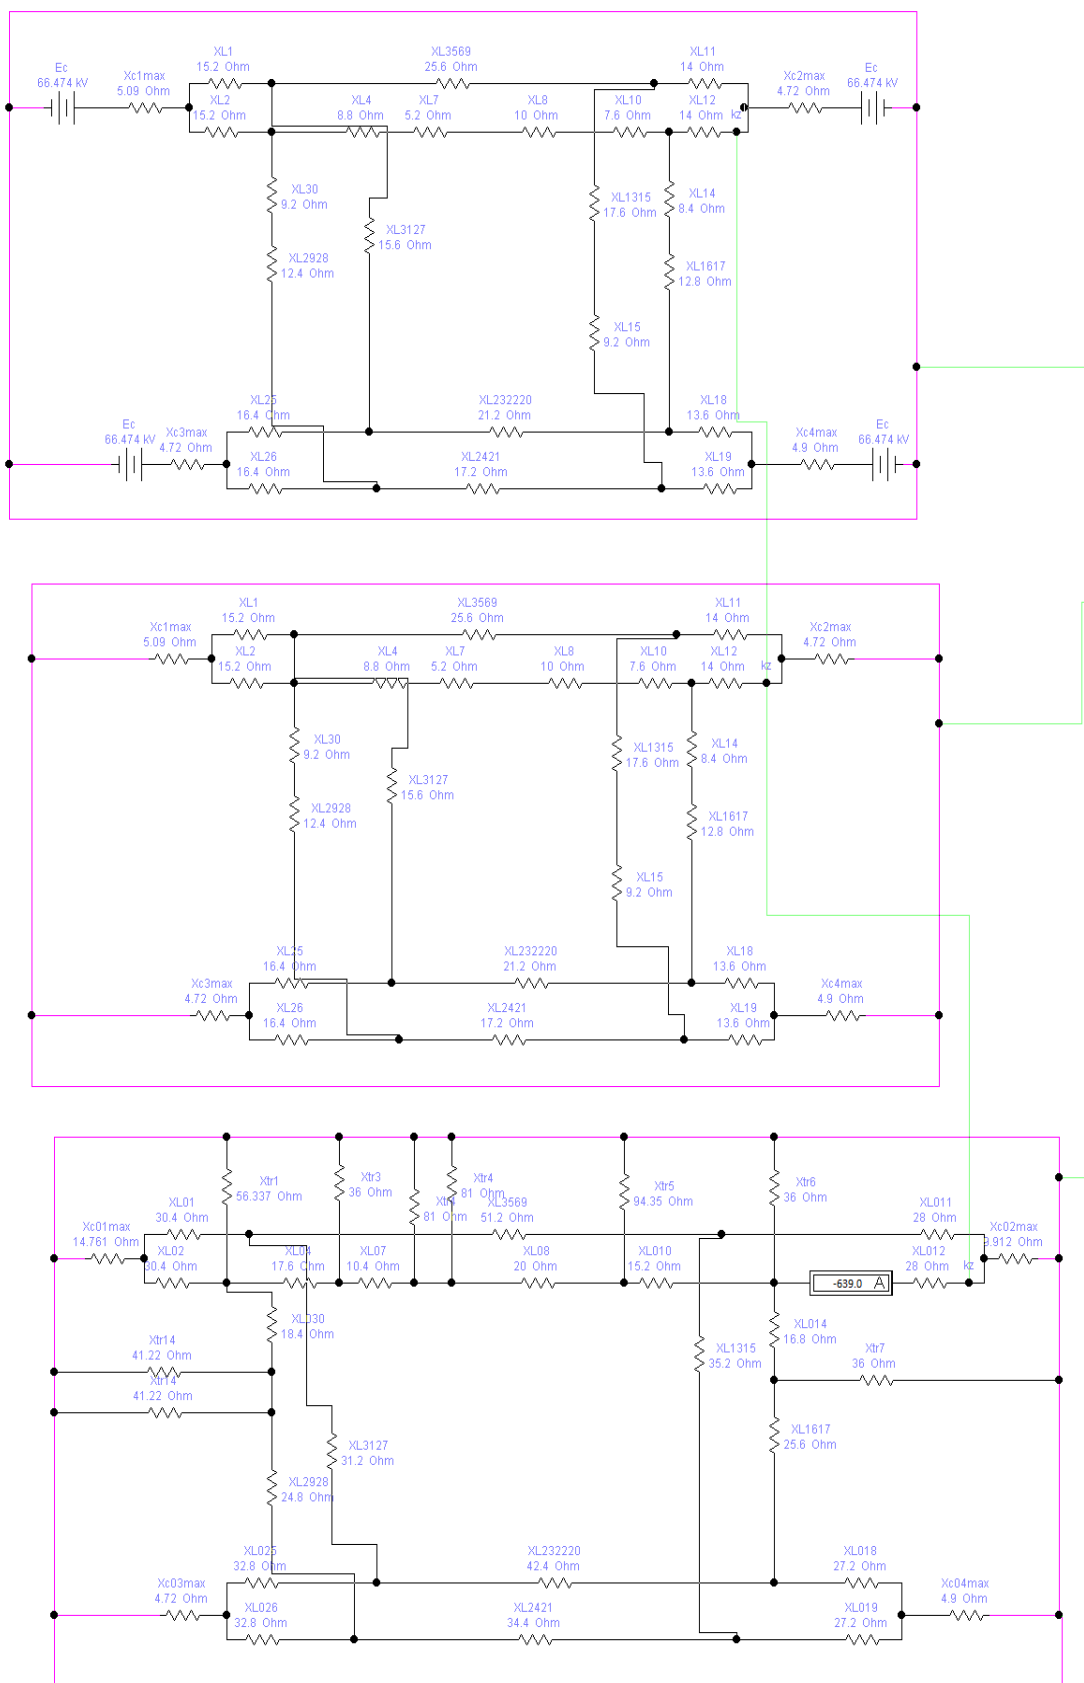 XL1
15.2 Ohm
XL3569
25.6 Ohm
XL11
14 Ohm
Ec
66.474 kV
Xc1max
5.09 Ohm
Xc2max
4.72 Ohm
Ec
66.474 kV
XL2
15.2 Ohm
XL4
8.8 Ohm
XL7
5.2 Ohm
XL8
10 Ohm
XL10
7.6 Ohm
XL12
14 Ohm
kz
XL30
9.2 Ohm
XL3127
15.6 Ohm
XL2928
12.4 Ohm
XL1315
17.6 Ohm
XL14
8.4 Ohm
XL1617
12.8 Ohm
XL15
9.2 Ohm
XL25
16.4 Ohm
XL232220
21.2 Ohm
XL18
13.6 Ohm
Ec
66.474 kV
Xc3max
4.72 Ohm
Xc4max
4.9 Ohm
Ec
66.474 kV
XL26
16.4 Ohm
XL2421
17.2 Ohm
XL19
13.6 Ohm
XL1
15.2 Ohm
XL3569
25.6 Ohm
XL11
14 Ohm
Xc1max
5.09 Ohm
Xc2max
4.72 Ohm
XL2
15.2 Ohm
XL4
8.8 Ohm
XL7
5.2 Ohm
XL8
10 Ohm
XL10
7.6 Ohm
XL12
14 Ohm
kz
XL30
9.2 Ohm
XL3127
15.6 Ohm
XL2928
12.4 Ohm
XL1315
17.6 Ohm
XL14
8.4 Ohm
XL1617
12.8 Ohm
XL15
9.2 Ohm
XL25
16.4 Ohm
XL232220
21.2 Ohm
XL18
13.6 Ohm
Xc3max
4.72 Ohm
Xc4max
4.9 Ohm
XL26
16.4 Ohm
XL2421
17.2 Ohm
XL19
13.6 Ohm
Xtr1
56.337 Ohm
Xtr3
36 Ohm
Xtr4
81 Ohm
81 Ohm
Xtr5
94.35 Ohm
Xtr6
36 Ohm
XL01
30.4 Ohm
XL3569
51.2 Ohm
XL011
28 Ohm
Xc01max
14.761 Ohm
Xc02max
9.912 Ohm
XL02
30.4 Ohm
XL04
17.6 Ohm
XL07
10.4 Ohm
XL08
20 Ohm
XL010
15.2 Ohm
-639.0 A
XL012
28 Ohm
kz
XL030
18.4 Ohm
XL014
16.8 Ohm
Xtr14
41.22 Ohm
Xtr14
41.22 Ohm
XL1315
35.2 Ohm
Xtr7
36 Ohm
XL3127
31.2 Ohm
XL1617
25.6 Ohm
XL2928
24.8 Ohm
XL025
32.8 Ohm
XL232220
42.4 Ohm
XL018
27.2 Ohm
Xc03max
4.72 Ohm
Xc04max
4.9 Ohm
XL026
32.8 Ohm
XL2421
34.4 Ohm
XL019
27.2 Ohm